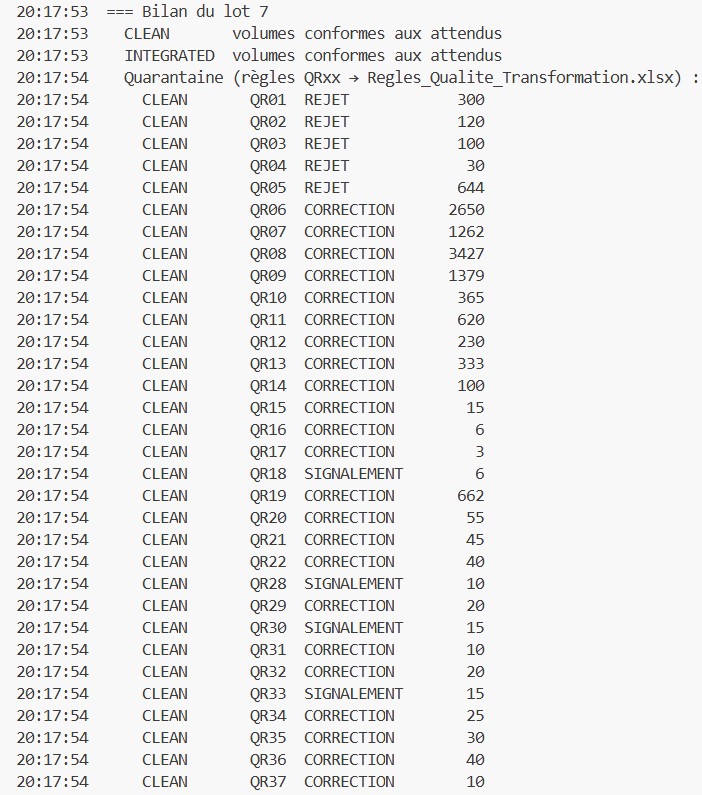 20:17:53 === Bilan du lot 7
20:17:53 CLEAN volumes conformes aux attendus
20:17:53 INTEGRATED volumes conformes aux attendus
20:17:54 Quarantaine (règles QRxx → Regles_Qualite_Transformation.xlsx) :
20:17:54 CLEAN QR01 REJET 300
20:17:54 CLEAN QR02 REJET 120
20:17:54 CLEAN QR03 REJET 100
20:17:54 CLEAN QR04 REJET 30
20:17:54 CLEAN QR05 REJET 644
20:17:54 CLEAN QR06 CORRECTION 2650
20:17:54 CLEAN QR07 CORRECTION 1262
20:17:54 CLEAN QR08 CORRECTION 3427
20:17:54 CLEAN QR09 CORRECTION 1379
20:17:54 CLEAN QR10 CORRECTION 365
20:17:54 CLEAN QR11 CORRECTION 620
20:17:54 CLEAN QR12 CORRECTION 230
20:17:54 CLEAN QR13 CORRECTION 333
20:17:54 CLEAN QR14 CORRECTION 100
20:17:54 CLEAN QR15 CORRECTION 15
20:17:54 CLEAN QR16 CORRECTION 6
20:17:54 CLEAN QR17 CORRECTION 3
20:17:54 CLEAN QR18 SIGNALEMENT 6
20:17:54 CLEAN QR19 CORRECTION 662
20:17:54 CLEAN QR20 CORRECTION 55
20:17:54 CLEAN QR21 CORRECTION 45
20:17:54 CLEAN QR22 CORRECTION 40
20:17:54 CLEAN QR28 SIGNALEMENT 10
20:17:54 CLEAN QR29 CORRECTION 20
20:17:54 CLEAN QR30 SIGNALEMENT 15
20:17:54 CLEAN QR31 CORRECTION 10
20:17:54 CLEAN QR32 CORRECTION 20
20:17:54 CLEAN QR33 SIGNALEMENT 15
20:17:54 CLEAN QR34 CORRECTION 25
20:17:54 CLEAN QR35 CORRECTION 30
20:17:54 CLEAN QR36 CORRECTION 40
20:17:54 CLEAN QR37 CORRECTION 10